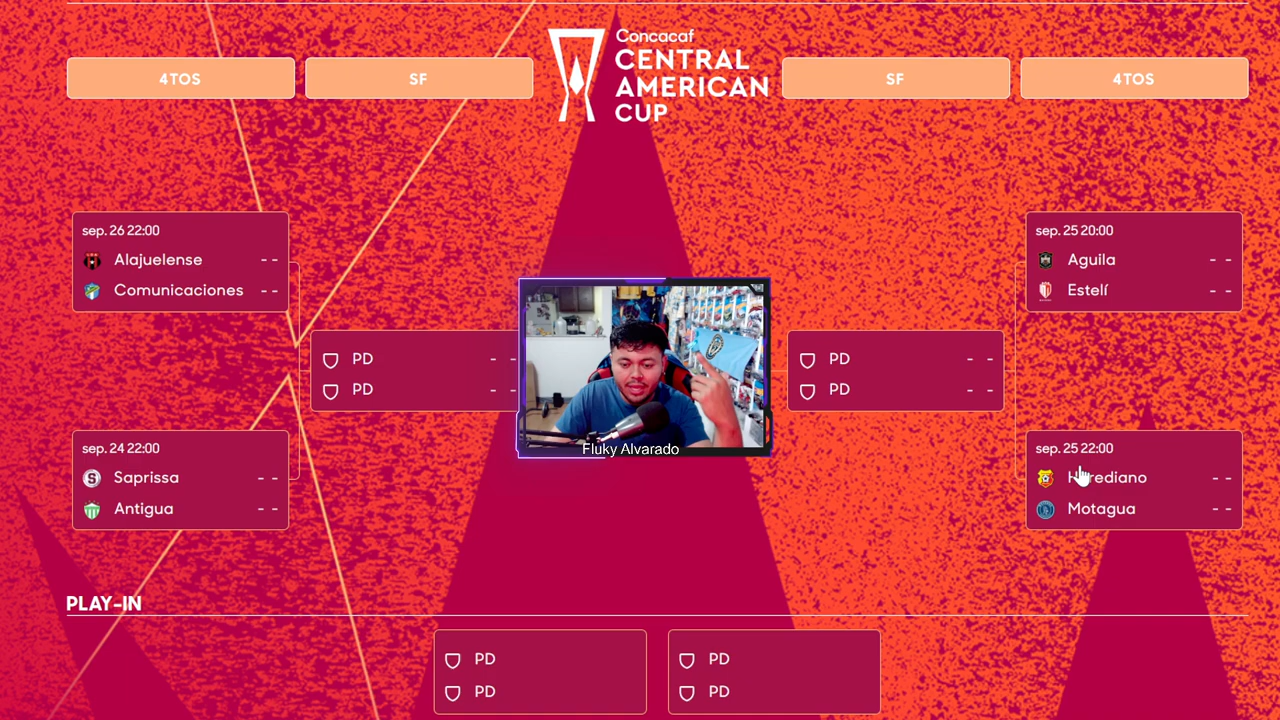 Concacaf
CENTRAL
AMERICAN
CUP
4TOS
SF
SF
4TOS
sep. 26 22:00
Alajuelense - -
Comunicaciones - -
sep. 24 22:00
Saprissa - -
Antigua - -
PD - -
PD - -
Fluky Alvarado
PD - -
PD - -
sep. 25 20:00
Aguila - -
Estelí - -
sep. 25 22:00
Herediano - -
Motagua - -
PLAY-IN
PD
PD
PD
PD